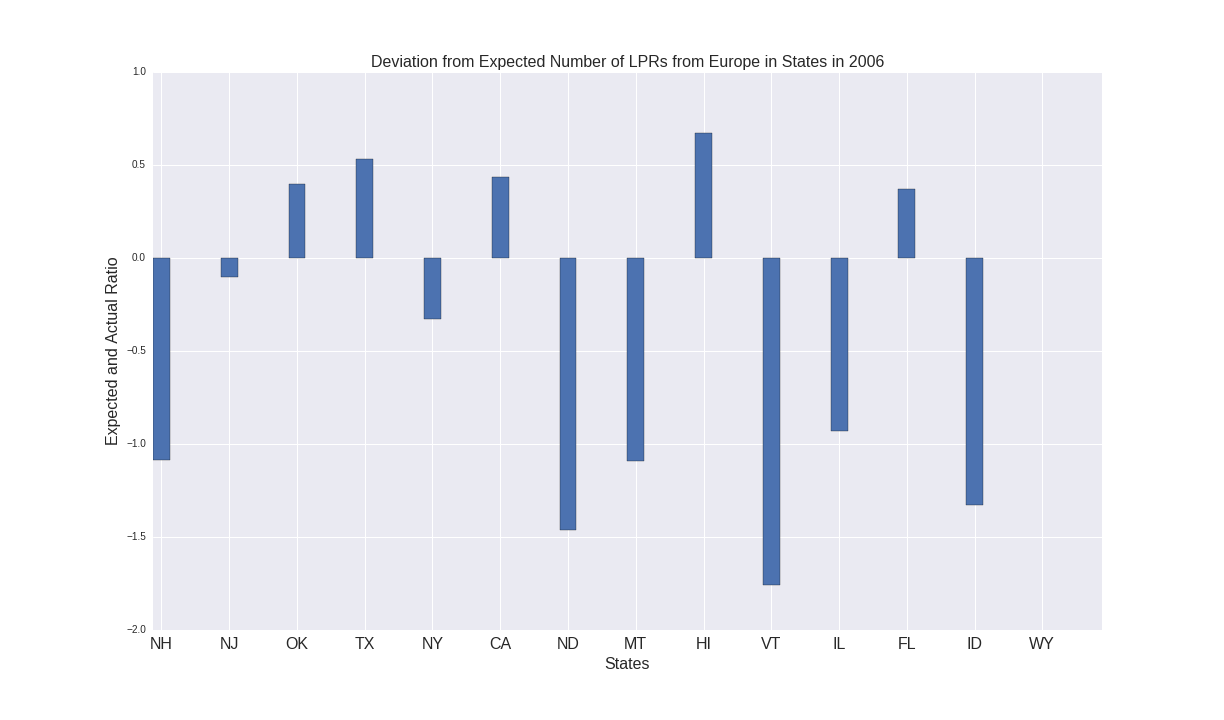 Deviation from Expected Number of LPRs from Europe in States in 2006
1.0
0.5
0.0
−0.5
−1.0
−1.5
−2.0
Expected and Actual Ratio
NH NJ OK TX NY CA ND MT HI VT IL FL ID WY
States